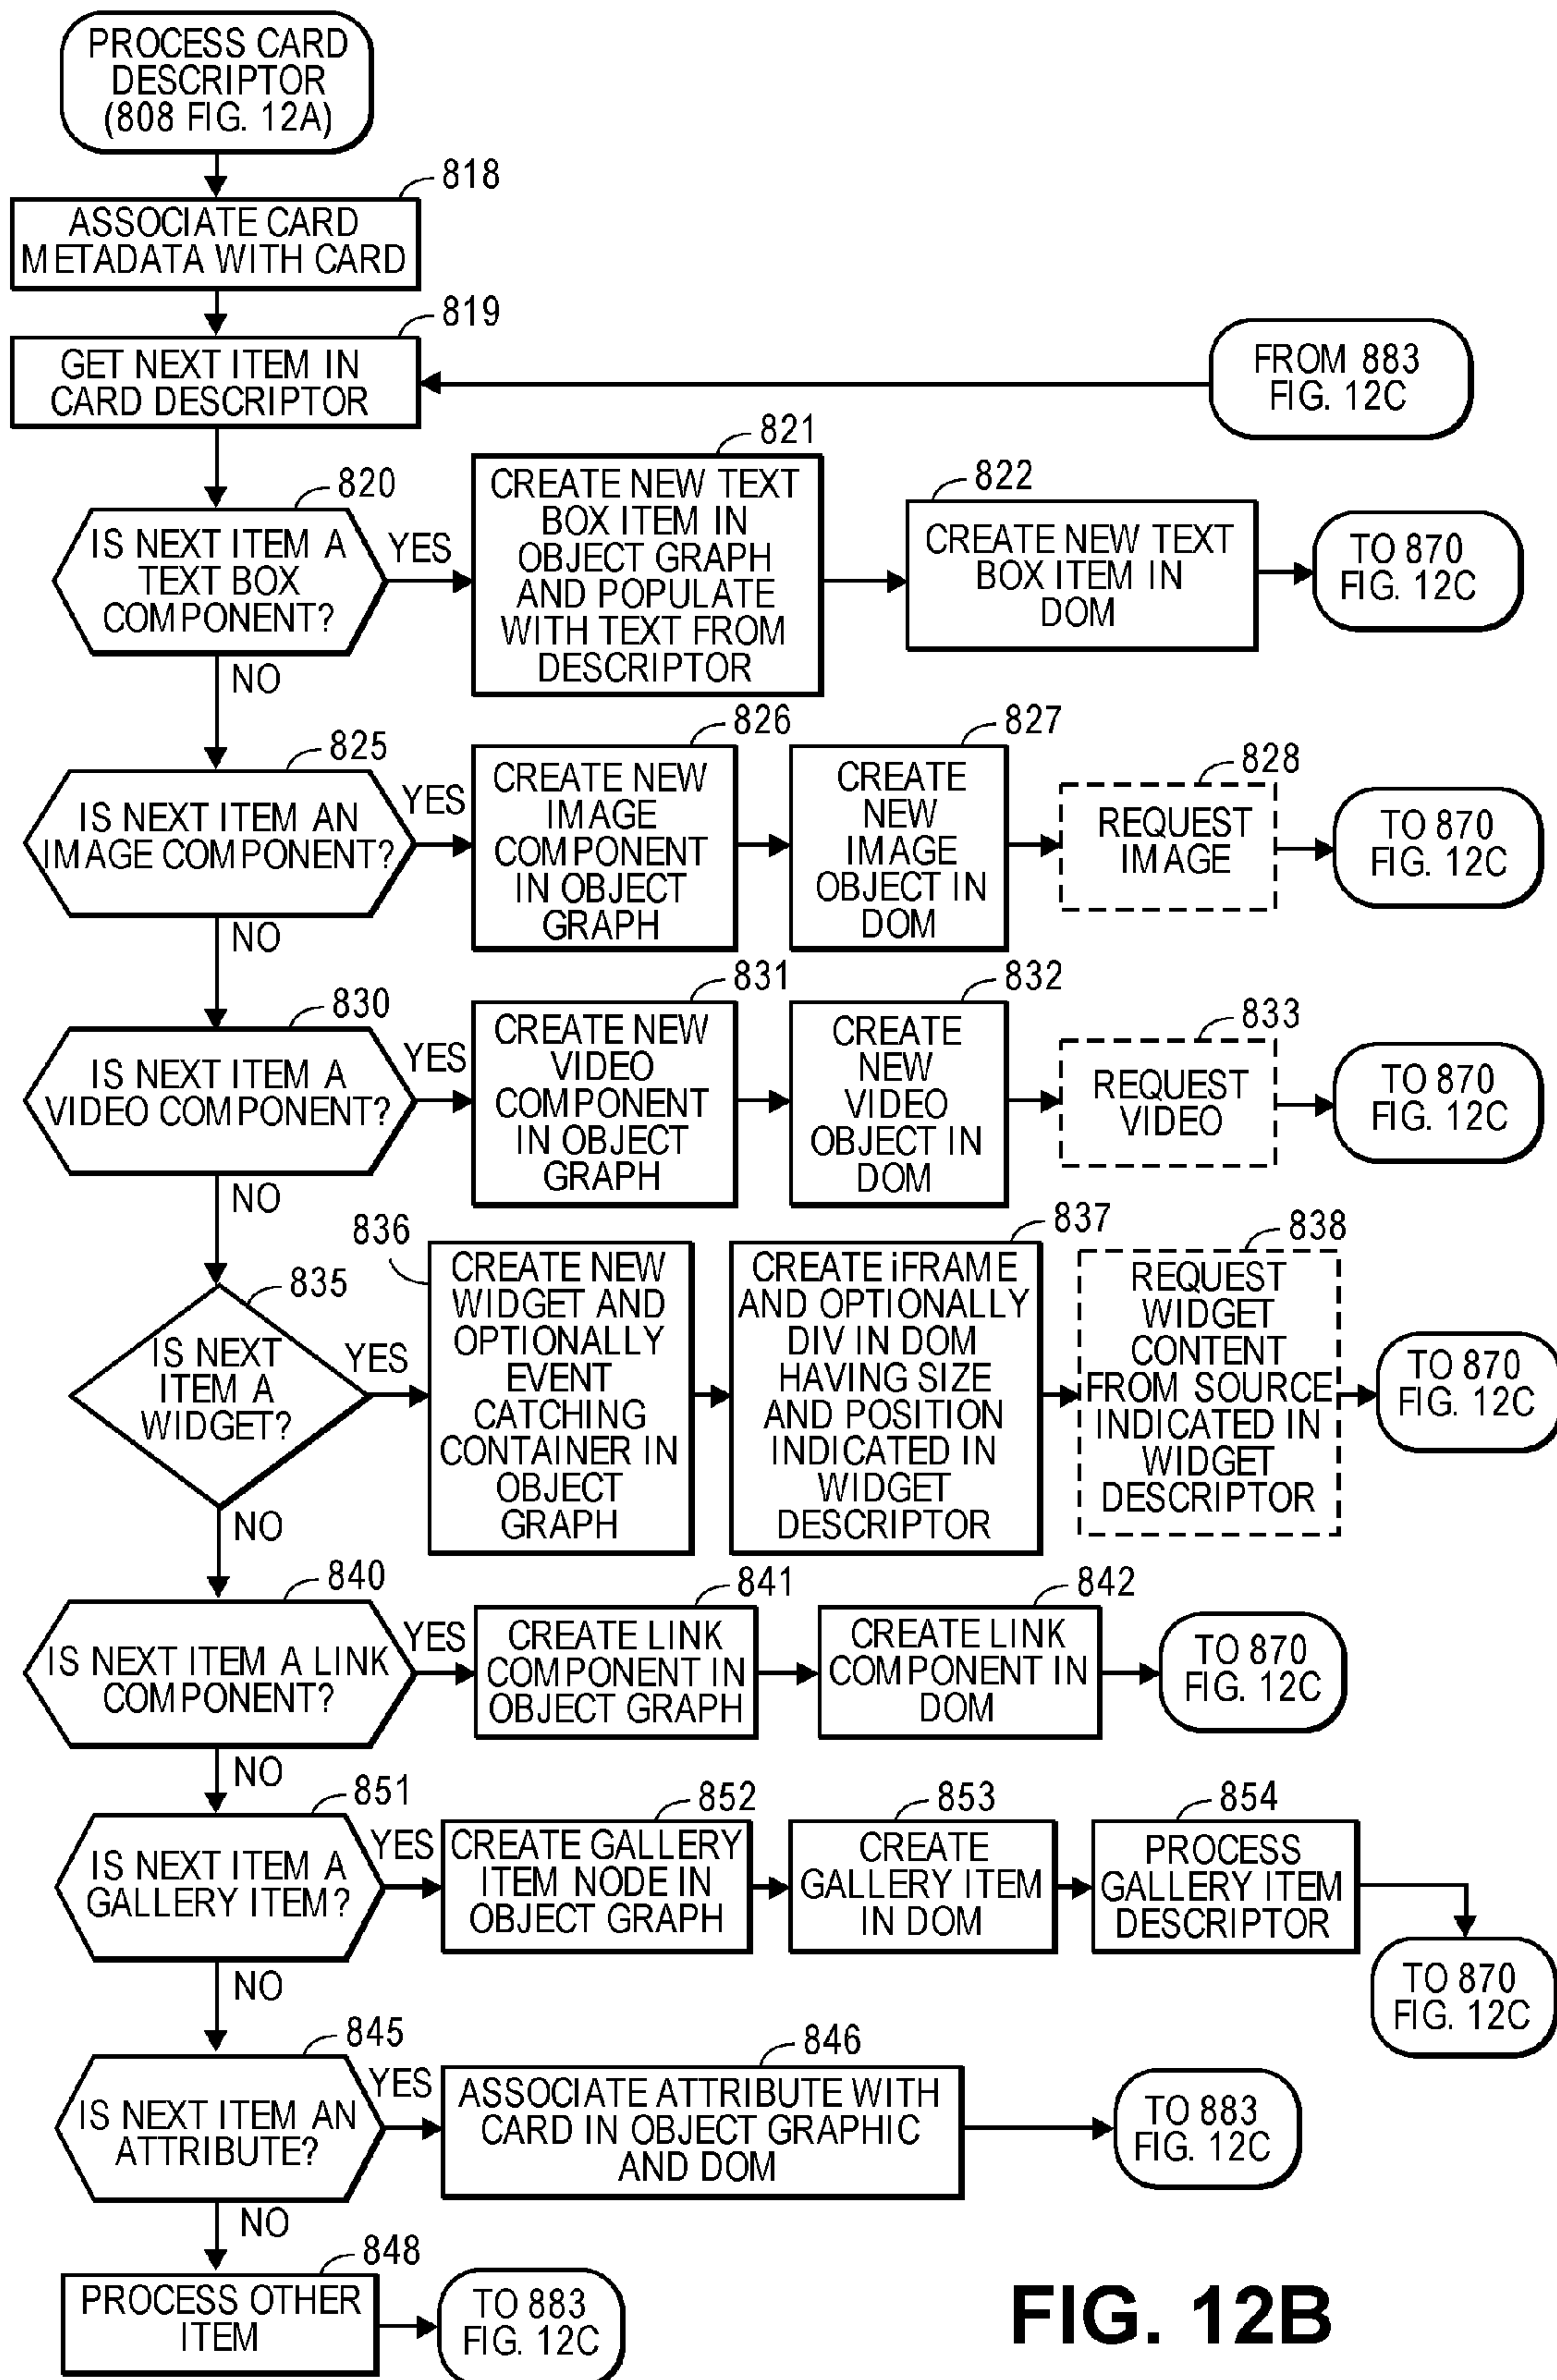 PROCESS CARD
DESCRIPTOR
(808 FIG. 12A)
818
ASSOCIATE CARD
METADATA WITH CARD
819
GET NEXT ITEM IN
CARD DESCRIPTOR
FROM 883
FIG. 12C
820
IS NEXT ITEM A
TEXT BOX
COMPONENT?
YES
NO
821
CREATE NEW TEXT
BOX ITEM IN
OBJECT GRAPH
AND POPULATE
WITH TEXT FROM
DESCRIPTOR
822
CREATE NEW TEXT
BOX ITEM IN
DOM
TO 870
FIG. 12C
825
IS NEXT ITEM AN
IMAGE COMPONENT?
YES
NO
826
CREATE NEW
IMAGE
COMPONENT
IN OBJECT
GRAPH
827
CREATE
NEW
IMAGE
OBJECT IN
DOM
828
REQUEST
IMAGE
TO 870
FIG. 12C
830
IS NEXT ITEM A
VIDEO COMPONENT?
YES
NO
831
CREATE NEW
VIDEO
COMPONENT
IN OBJECT
GRAPH
832
CREATE
NEW
VIDEO
OBJECT IN
DOM
833
REQUEST
VIDEO
TO 870
FIG. 12C
835
IS NEXT
ITEM A
WIDGET?
YES
NO
836
CREATE NEW
WIDGET AND
OPTIONALLY
EVENT
CATCHING
CONTAINER IN
OBJECT
GRAPH
837
CREATE iFRAME
AND OPTIONALLY
DIV IN DOM
HAVING SIZE
AND POSITION
INDICATED IN
WIDGET
DESCRIPTOR
838
REQUEST
WIDGET
CONTENT
FROM SOURCE
INDICATED IN
WIDGET
DESCRIPTOR
TO 870
FIG. 12C
840
IS NEXT ITEM A LINK
COMPONENT?
YES
NO
841
CREATE LINK
COMPONENT IN
OBJECT GRAPH
842
CREATE LINK
COMPONENT IN
DOM
TO 870
FIG. 12C
851
IS NEXT ITEM A
GALLERY ITEM?
YES
NO
852
CREATE GALLERY
ITEM NODE IN
OBJECT GRAPH
853
CREATE
GALLERY ITEM
IN DOM
854
PROCESS
GALLERY ITEM
DESCRIPTOR
TO 870
FIG. 12C
845
IS NEXT ITEM AN
ATTRIBUTE?
YES
NO
846
ASSOCIATE ATTRIBUTE WITH
CARD IN OBJECT GRAPHIC
AND DOM
TO 883
FIG. 12C
848
PROCESS OTHER
ITEM
TO 883
FIG. 12C
FIG. 12B